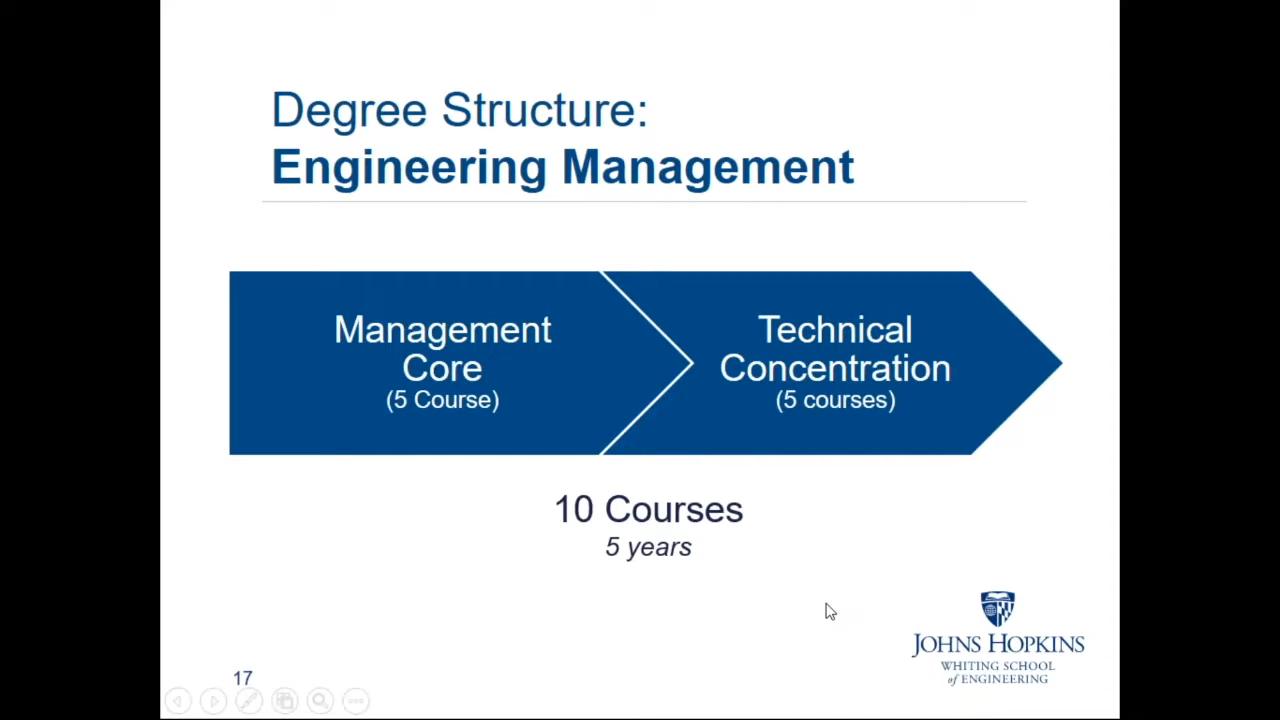 Degree Structure:
Engineering Management
Management
Core
(5 Course)
Technical
Concentration
(5 courses)
10 Courses
5 years
JOHNS HOPKINS
WHITING SCHOOL
of ENGINEERING
17